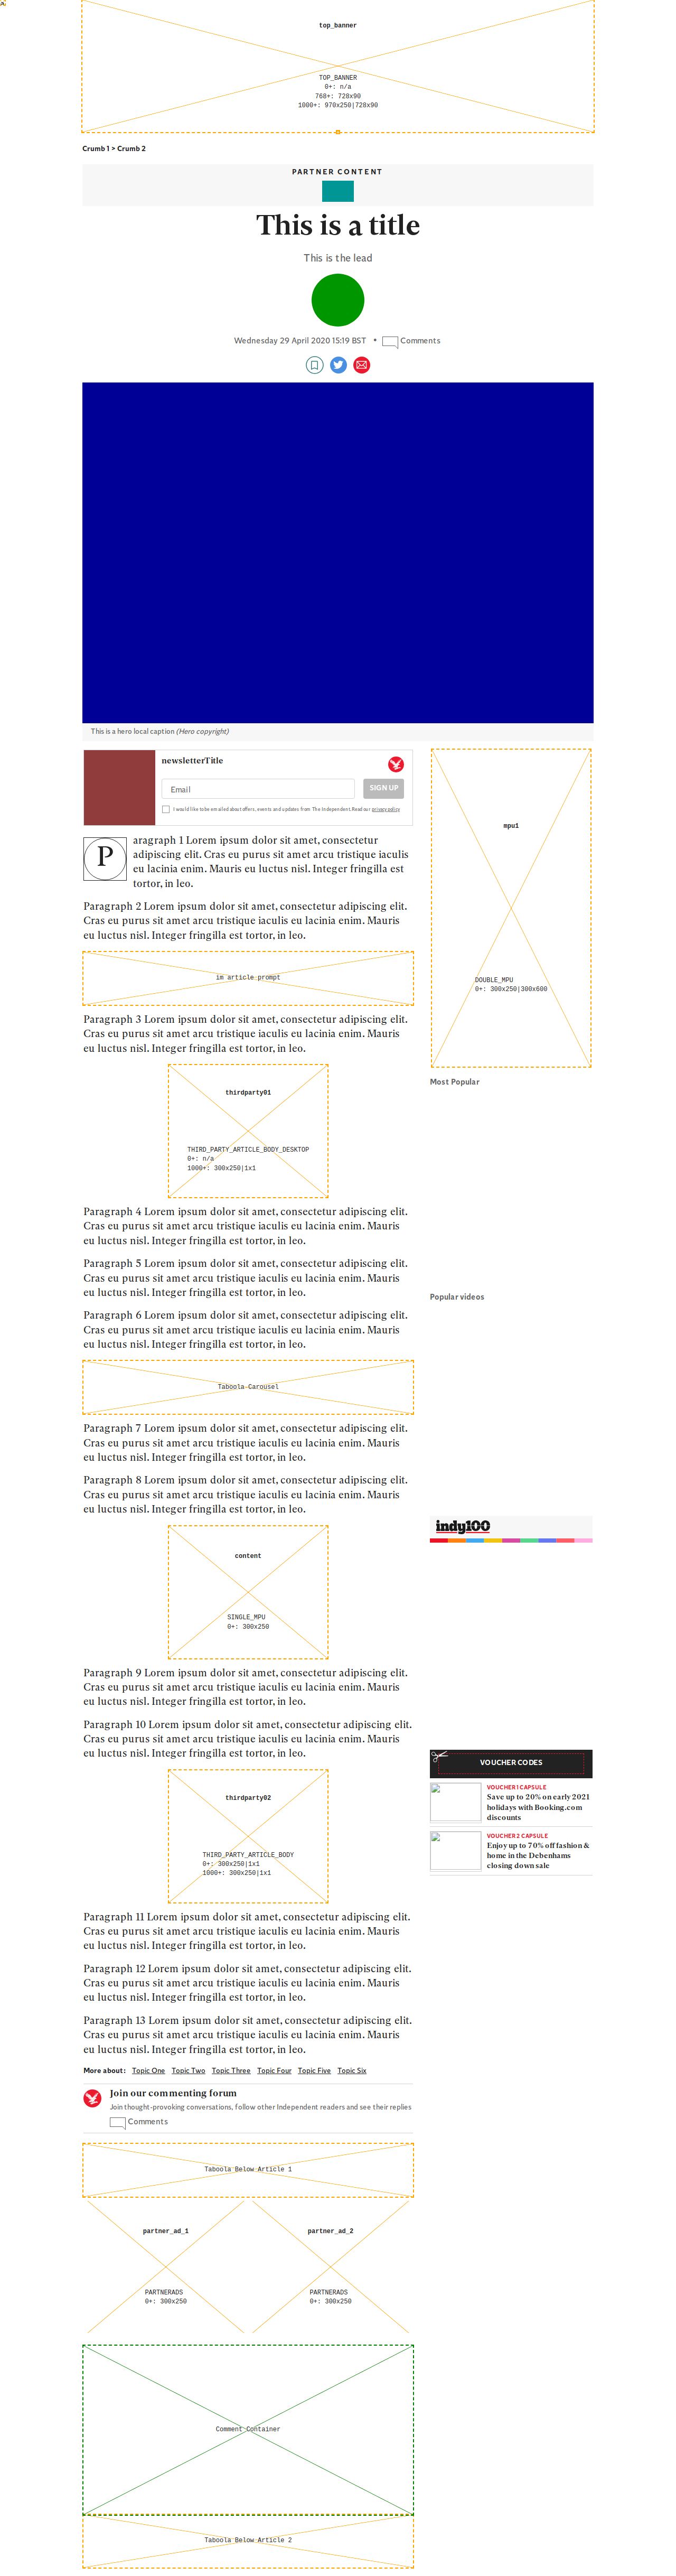 top_banner
TOP_BANNER
0+: n/a
768+: 728x90
1000+: 970x250|728x90
Crumb 1 > Crumb 2
PARTNER CONTENT
This is a title
This is the lead
Wednesday 29 April 2020 15:19 BST • Comments
This is a hero local caption (Hero copyright)
newsletterTitle
Email
SIGN UP
I would like to be emailed about offers, events and updates from The Independent. Read our privacy policy
Paragraph 1 Lorem ipsum dolor sit amet, consectetur
adipiscing elit. Cras eu purus sit amet arcu tristique iaculis
eu lacinia enim. Mauris eu luctus nisl. Integer fringilla est
tortor, in leo.
Paragraph 2 Lorem ipsum dolor sit amet, consectetur adipiscing elit.
Cras eu purus sit amet arcu tristique iaculis eu lacinia enim. Mauris
eu luctus nisl. Integer fringilla est tortor, in leo.
im article prompt
Paragraph 3 Lorem ipsum dolor sit amet, consectetur adipiscing elit.
Cras eu purus sit amet arcu tristique iaculis eu lacinia enim. Mauris
eu luctus nisl. Integer fringilla est tortor, in leo.
thirdparty01
THIRD_PARTY_ARTICLE_BODY_DESKTOP
0+: n/a
1000+: 300x250|1x1
Paragraph 4 Lorem ipsum dolor sit amet, consectetur adipiscing elit.
Cras eu purus sit amet arcu tristique iaculis eu lacinia enim. Mauris
eu luctus nisl. Integer fringilla est tortor, in leo.
Paragraph 5 Lorem ipsum dolor sit amet, consectetur adipiscing elit.
Cras eu purus sit amet arcu tristique iaculis eu lacinia enim. Mauris
eu luctus nisl. Integer fringilla est tortor, in leo.
Paragraph 6 Lorem ipsum dolor sit amet, consectetur adipiscing elit.
Cras eu purus sit amet arcu tristique iaculis eu lacinia enim. Mauris
eu luctus nisl. Integer fringilla est tortor, in leo.
Taboola Carousel
Paragraph 7 Lorem ipsum dolor sit amet, consectetur adipiscing elit.
Cras eu purus sit amet arcu tristique iaculis eu lacinia enim. Mauris
eu luctus nisl. Integer fringilla est tortor, in leo.
Paragraph 8 Lorem ipsum dolor sit amet, consectetur adipiscing elit.
Cras eu purus sit amet arcu tristique iaculis eu lacinia enim. Mauris
eu luctus nisl. Integer fringilla est tortor, in leo.
content
SINGLE_MPU
0+: 300x250
Paragraph 9 Lorem ipsum dolor sit amet, consectetur adipiscing elit.
Cras eu purus sit amet arcu tristique iaculis eu lacinia enim. Mauris
eu luctus nisl. Integer fringilla est tortor, in leo.
Paragraph 10 Lorem ipsum dolor sit amet, consectetur adipiscing elit.
Cras eu purus sit amet arcu tristique iaculis eu lacinia enim. Mauris
eu luctus nisl. Integer fringilla est tortor, in leo.
thirdparty02
THIRD_PARTY_ARTICLE_BODY
0+: 300x250|1x1
1000+: 300x250|1x1
Paragraph 11 Lorem ipsum dolor sit amet, consectetur adipiscing elit.
Cras eu purus sit amet arcu tristique iaculis eu lacinia enim. Mauris
eu luctus nisl. Integer fringilla est tortor, in leo.
Paragraph 12 Lorem ipsum dolor sit amet, consectetur adipiscing elit.
Cras eu purus sit amet arcu tristique iaculis eu lacinia enim. Mauris
eu luctus nisl. Integer fringilla est tortor, in leo.
Paragraph 13 Lorem ipsum dolor sit amet, consectetur adipiscing elit.
Cras eu purus sit amet arcu tristique iaculis eu lacinia enim. Mauris
eu luctus nisl. Integer fringilla est tortor, in leo.
More about: Topic One Topic Two Topic Three Topic Four Topic Five Topic Six
Join our commenting forum
Join thought-provoking conversations, follow other Independent readers and see their replies
Comments
Taboola Below Article 1
partner_ad_1
PARTNERADS
0+: 300x250
partner_ad_2
PARTNERADS
0+: 300x250
Comment Container
Taboola Below Article 2
mpu1
DOUBLE_MPU
0+: 300x250|300x600
Most Popular
Popular videos
indy100
VOUCHER CODES
VOUCHER1 CAPSULE
Save up to 20% on early 2021
holidays with Booking.com
discounts
VOUCHER2 CAPSULE
Enjoy up to 70% off fashion &
home in the Debenhams
closing down sale